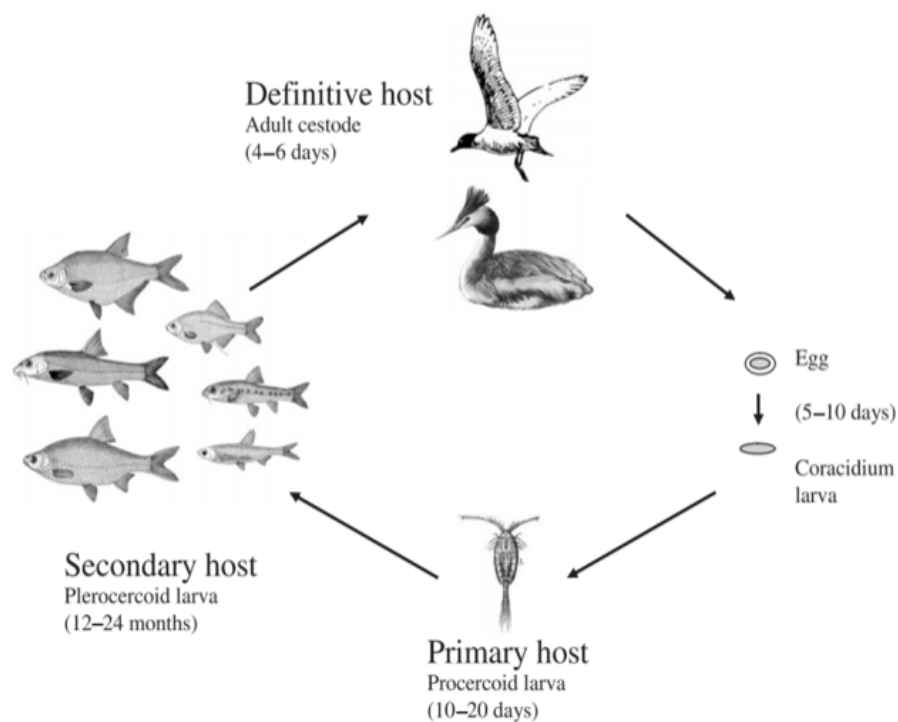 Definitive host
Adult cestode
(4–6 days)
Egg
(5–10 days)
Coracidium
larva
Primary host
Procercoid larva
(10–20 days)
Secondary host
Plerocercoid larva
(12–24 months)